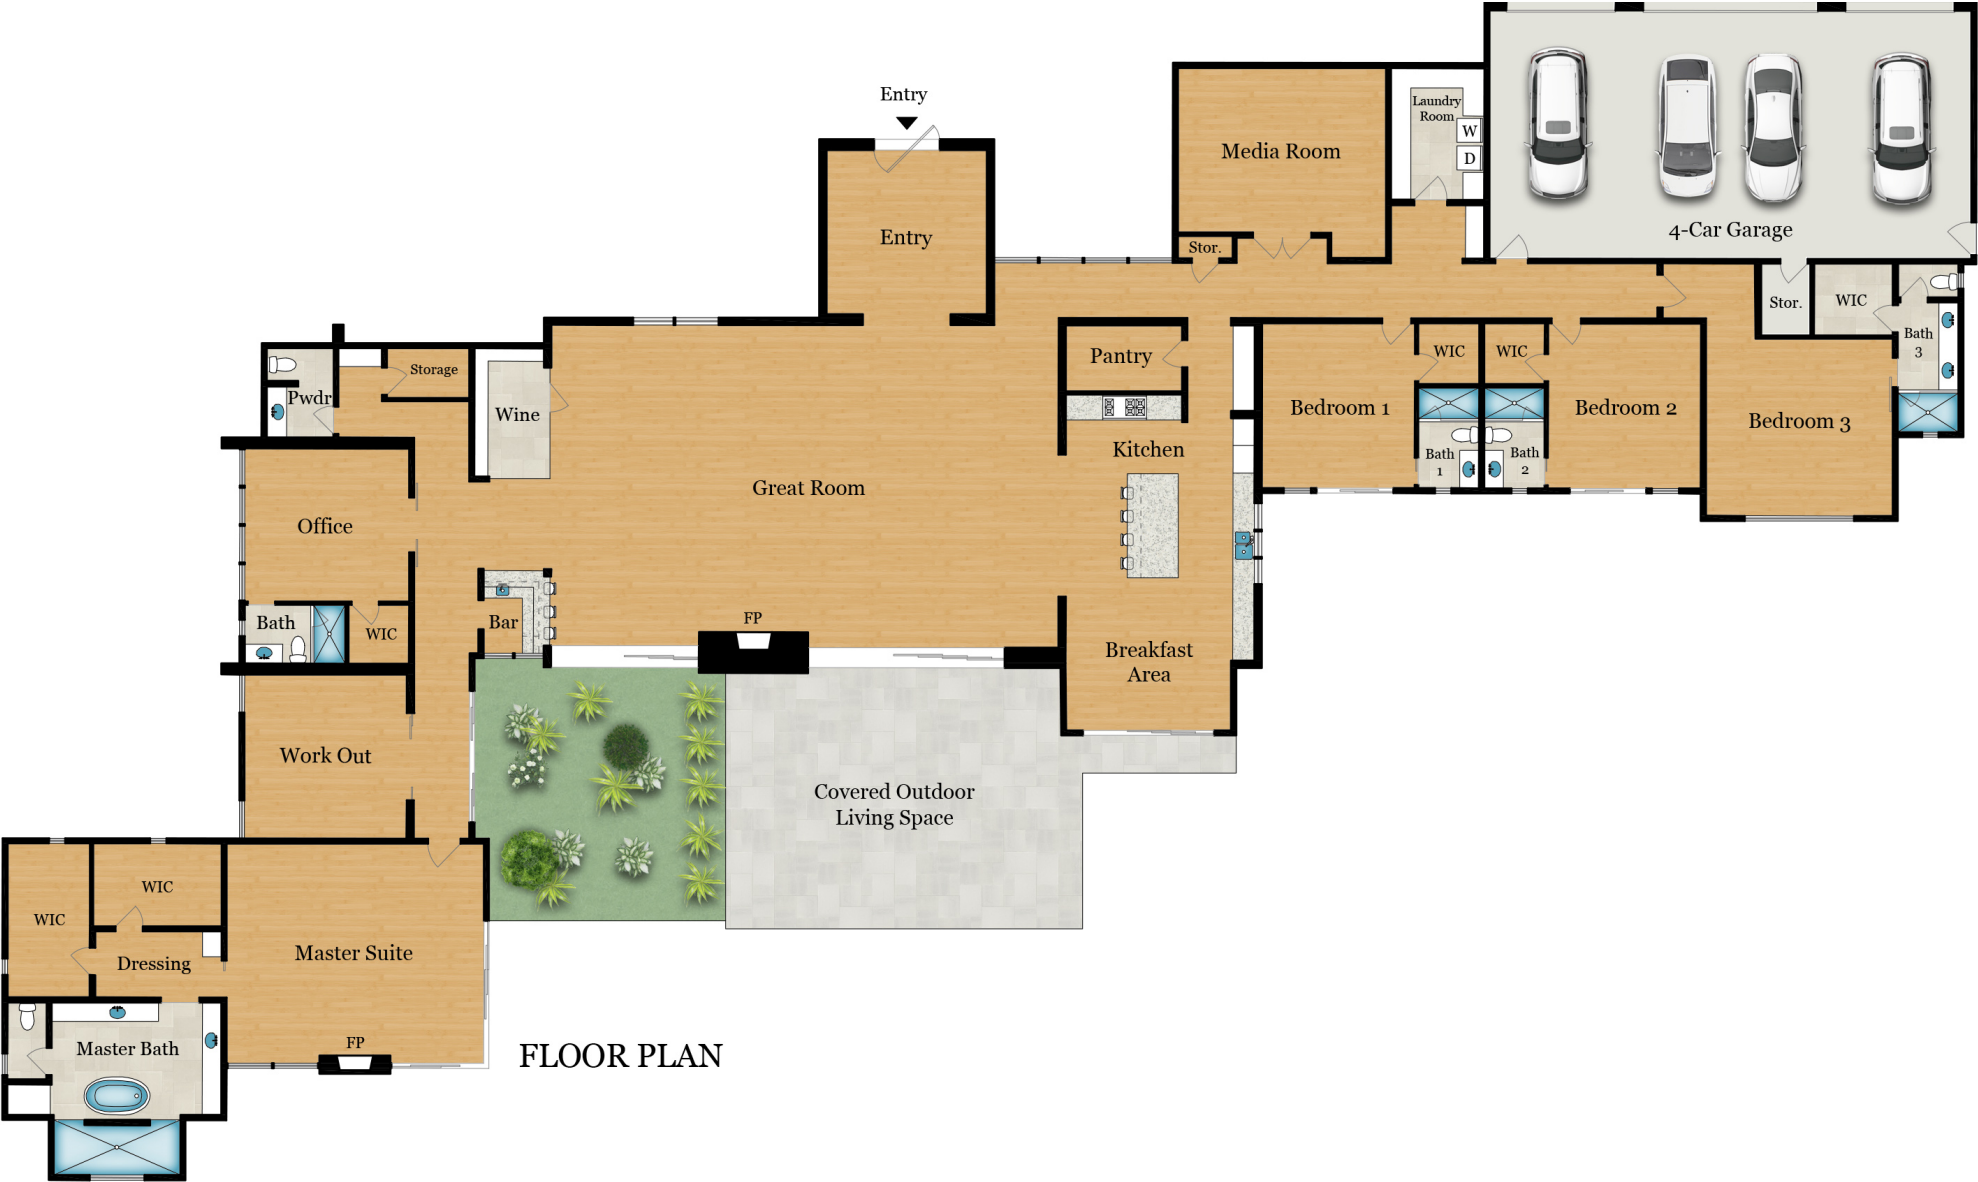 Entry
Laundry
Room
W
D
Media Room
4-Car Garage
Entry
Stor.
Stor.
WIC
Bath
3
Pantry
WIC
WIC
Storage
Pwdr
Wine
Bedroom 1
Bedroom 2
Bedroom 3
Kitchen
Bath
1
Bath
2
Great Room
Office
Bath
WIC
Bar
FP
Breakfast
Area
Work Out
Covered Outdoor
Living Space
WIC
WIC
Dressing
Master Suite
FP
Master Bath
FLOOR PLAN